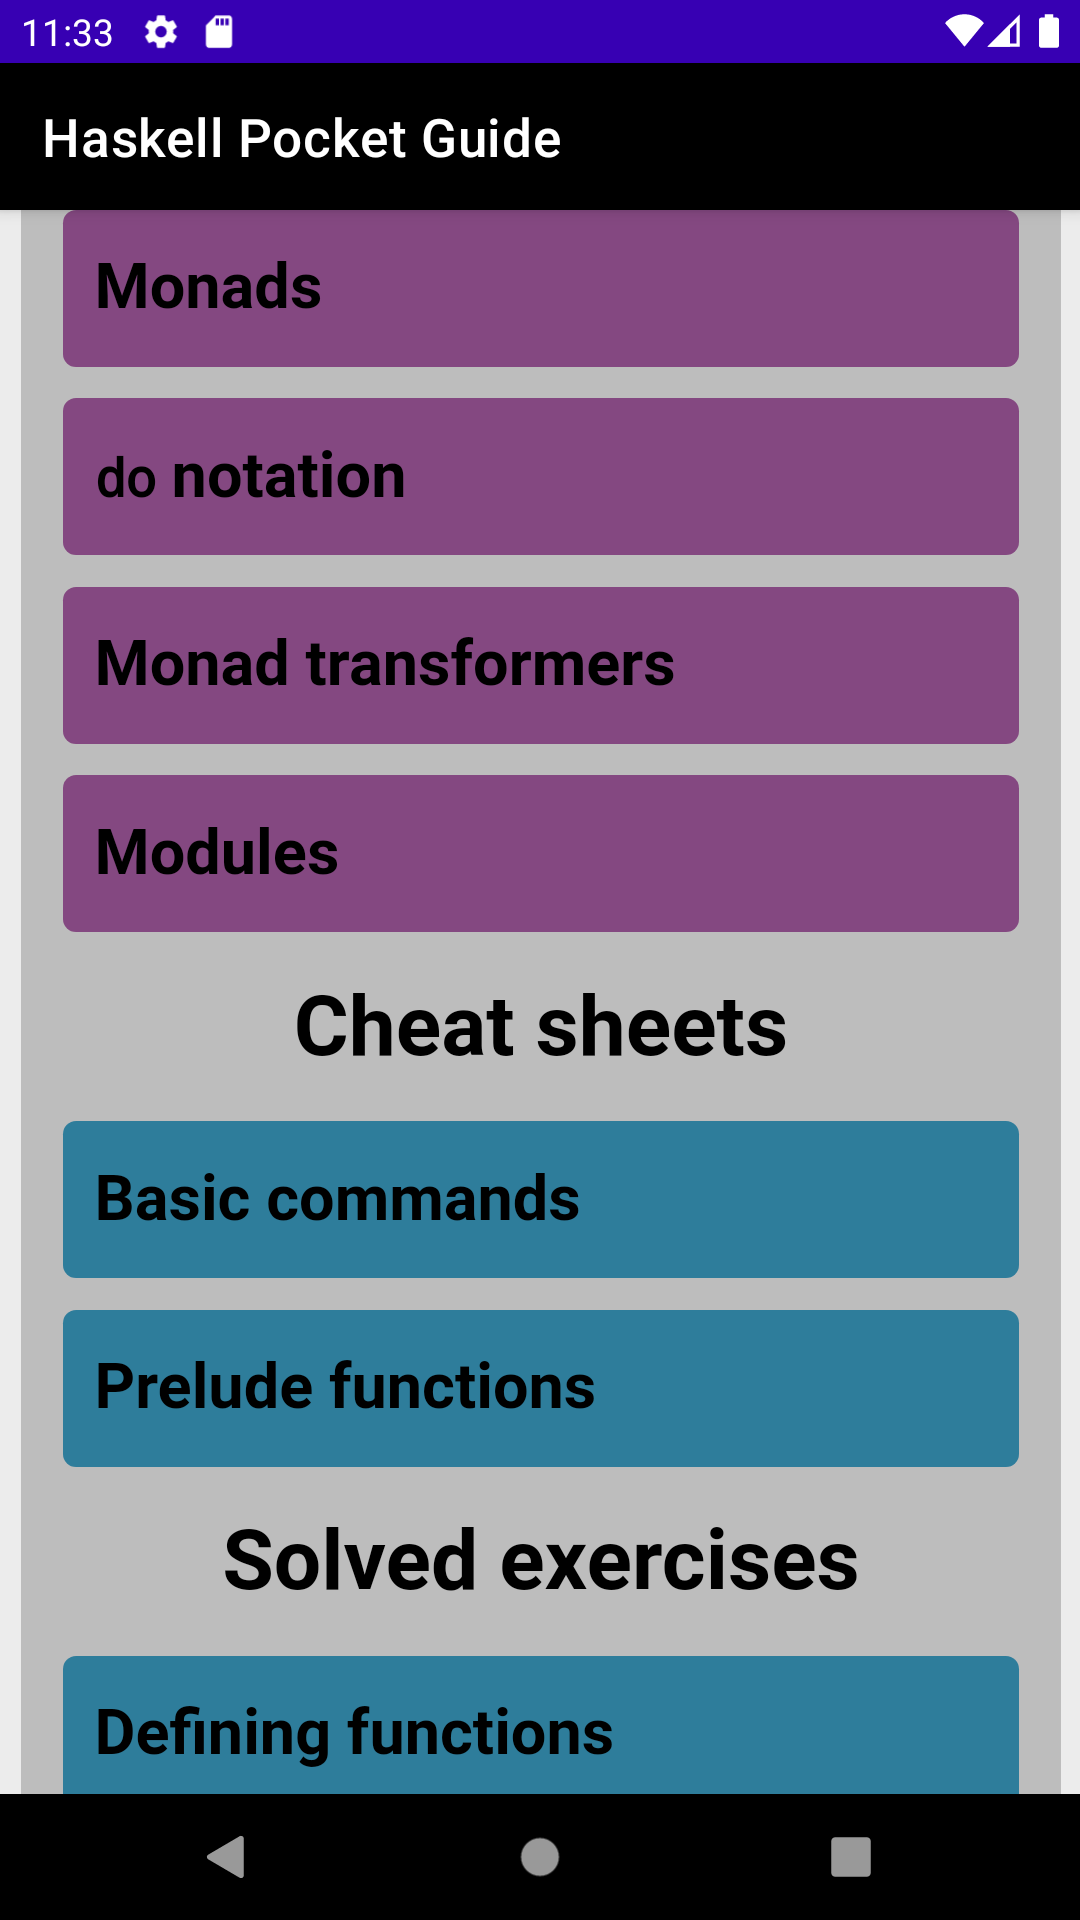 11:33
Haskell Pocket Guide
Monads
do notation
Monad transformers
Modules
Cheat sheets
Basic commands
Prelude functions
Solved exercises
Defining functions